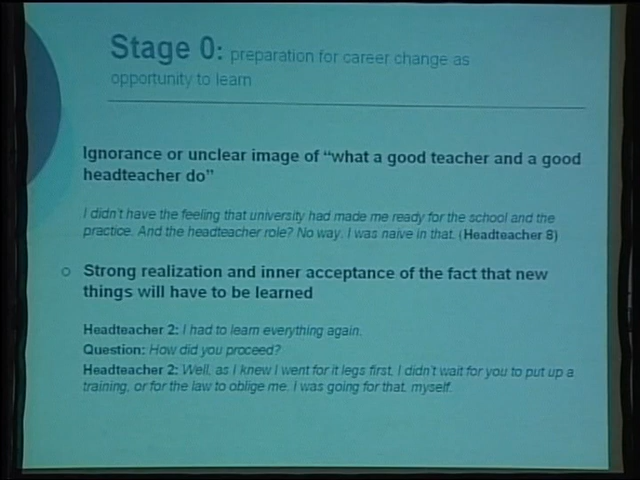 Stage 0: preparation for career change as
opportunity to learn
Ignorance or unclear image of “what a good teacher and a good
headteacher do”
I didn't have the feeling that university had made me ready for the school and the
practice. And the headteacher role? No way. I was naive in that. (Headteacher 8)
Strong realization and inner acceptance of the fact that new
things will have to be learned
Headteacher 2: I had to learn everything again.
Question: How did you proceed?
Headteacher 2: Well, as I knew I went for it legs first, I didn't wait for you to put up a
training, or for the law to oblige me, I was going for that, myself.